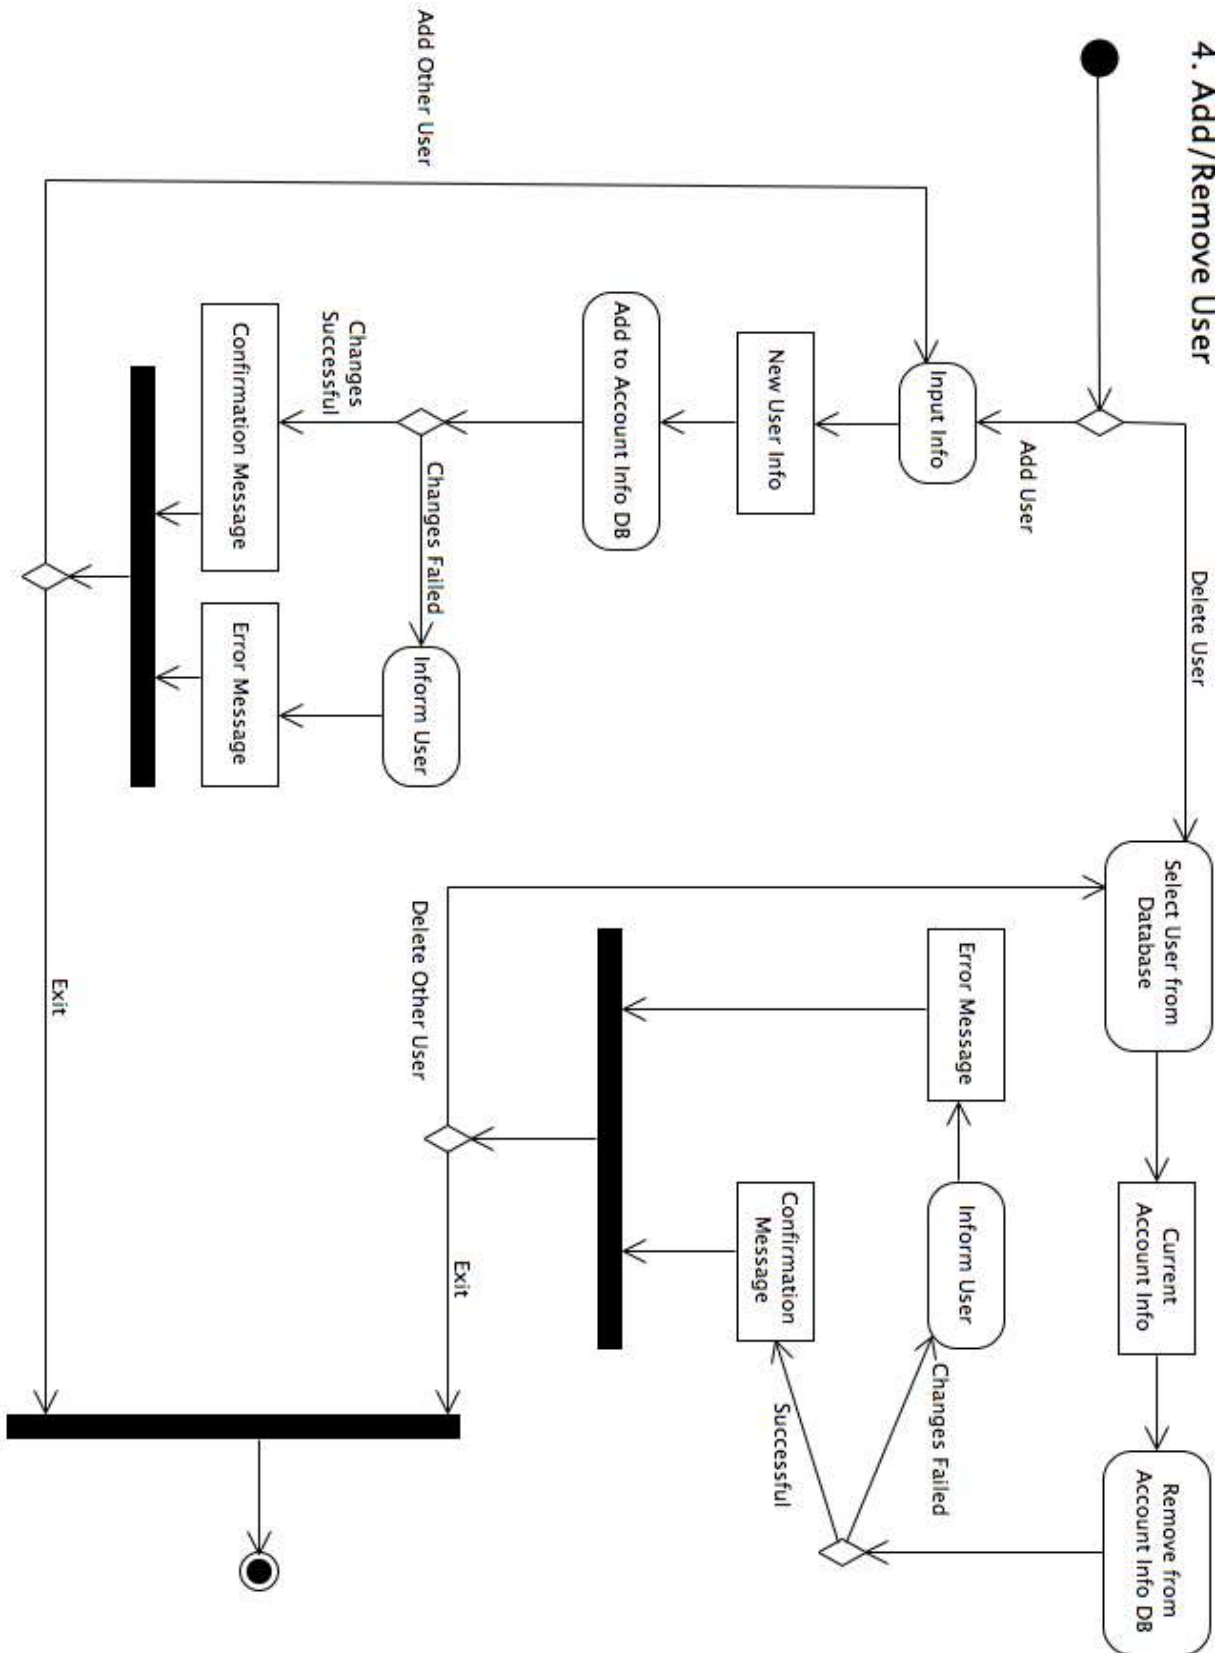 4. Add/Remove User
Delete User
Select User from
Database
Current
Account Info
Remove from
Account Info DB
Add User
Input Info
Error Message
Inform User
Changes Failed
New User Info
Confirmation
Message
Successful
Add to Account Info DB
Add Other User
Changes Failed
Inform User
Delete Other User
Exit
Changes
Successful
Confirmation Message
Error Message
Exit